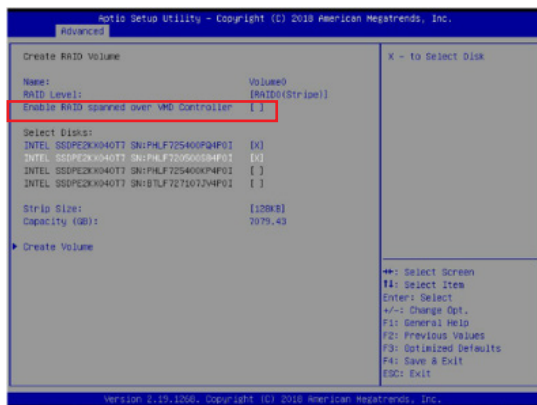 Aptio Setup Utility – Copyright (C) 2018 American Megatrends, Inc.
Advanced
Create RAID Volume
Name: Volume0
RAID Level: [RAID0(Stripe)]
Enable RAID spanned over VMD Controller [ ]
Select Disks:
INTEL SSDPE2KX040T7 SN:PHLF725400PQ4P0I [X]
INTEL SSDPE2KX040T7 SN:PHLF720500S84P0I [X]
INTEL SSDPE2KX040T7 SN:PHLF725400KP4P0I [ ]
INTEL SSDPE2KX040T7 SN:BTLF727107JV4P0I [ ]
Strip Size: [128KB]
Capacity (GB): 7079.43
Create Volume
X - to Select Disk
→←: Select Screen
↑↓: Select Item
Enter: Select
+/-: Change Opt.
F1: General Help
F2: Previous Values
F3: Optimized Defaults
F4: Save & Exit
ESC: Exit
Version 2.19.1268. Copyright (C) 2018 American Megatrends, Inc.